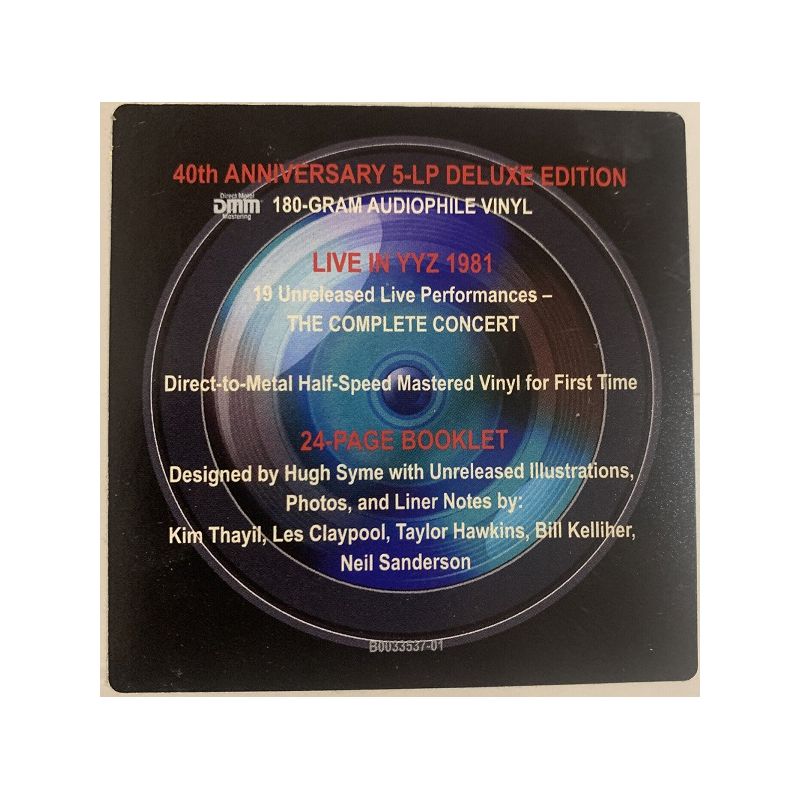 40th ANNIVERSARY 5-LP DELUXE EDITION
Direct Metal
DMM
Mastering
180-GRAM AUDIOPHILE VINYL
LIVE IN YYZ 1981
19 Unreleased Live Performances –
THE COMPLETE CONCERT
Direct-to-Metal Half-Speed Mastered Vinyl for First Time
24-PAGE BOOKLET
Designed by Hugh Syme with Unreleased Illustrations,
Photos, and Liner Notes by:
Kim Thayil, Les Claypool, Taylor Hawkins, Bill Kelliher,
Neil Sanderson
B0033537-01